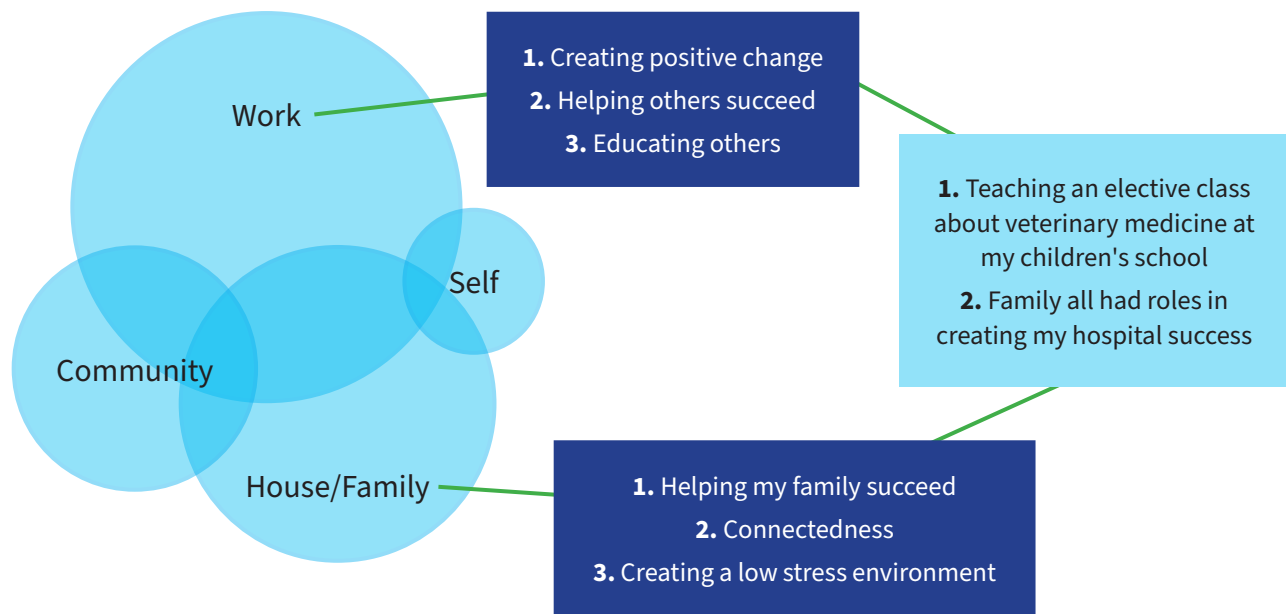 Work
Community
Self
House/Family
1. Creating positive change
2. Helping others succeed
3. Educating others
1. Teaching an elective class
about veterinary medicine at
my children's school
2. Family all had roles in
creating my hospital success
1. Helping my family succeed
2. Connectedness
3. Creating a low stress environment